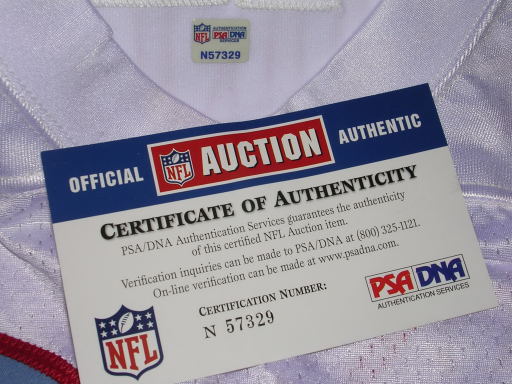 NFL AUTHENTICATION SERVICES PSA DNA
N57329
OFFICIAL NFL AUCTION AUTHENTIC
CERTIFICATE OF AUTHENTICITY
PSA/DNA Authentication Services guarantees the authenticity
of this certified NFL Auction item.
Verification inquiries can be made to PSA/DNA at (800) 325-1121.
On-line verification can be made at www.psadna.com.
CERTIFICATION NUMBER:
N 57329
NFL
PSA DNA
AUTHENTICATION SERVICES